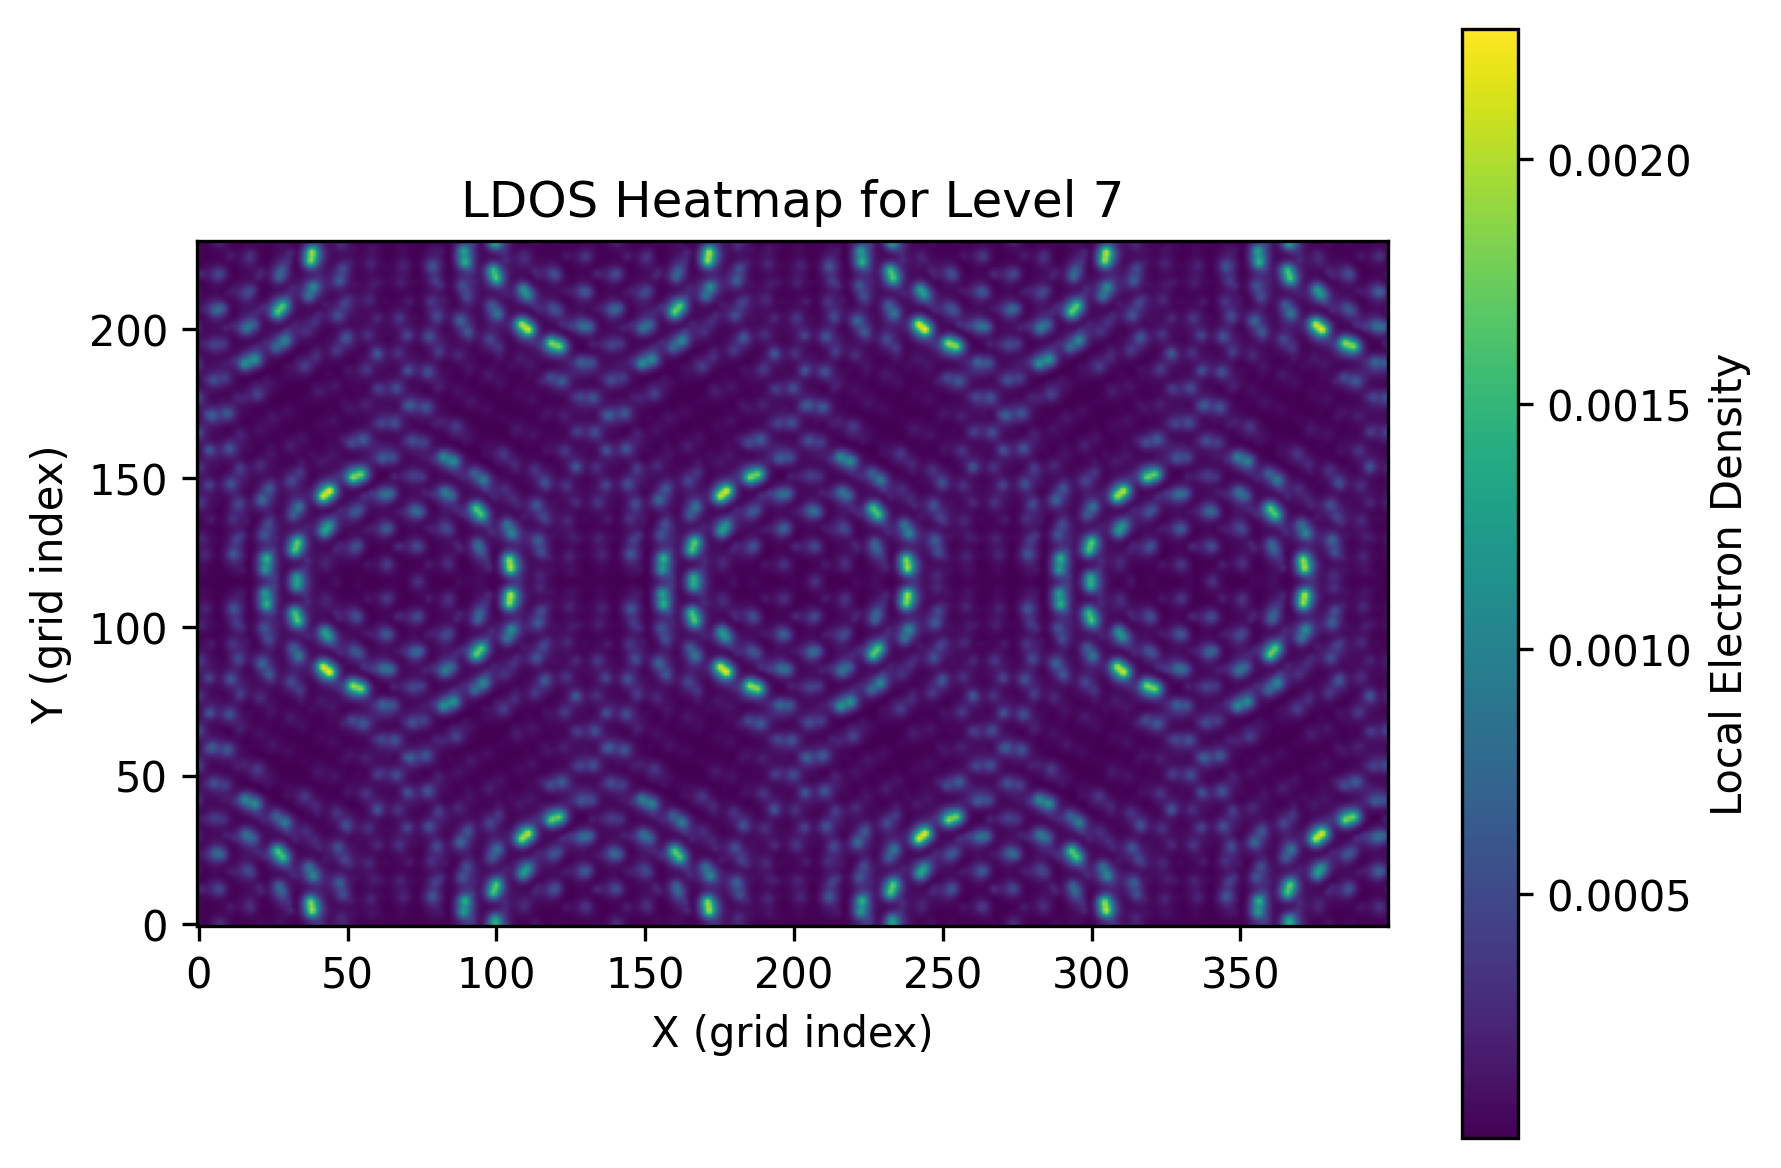 LDOS Heatmap for Level 7
Y (grid index)
200
150
100
50
0
0 50 100 150 200 250 300 350
X (grid index)
0.0020
0.0015
0.0010
0.0005
Local Electron Density